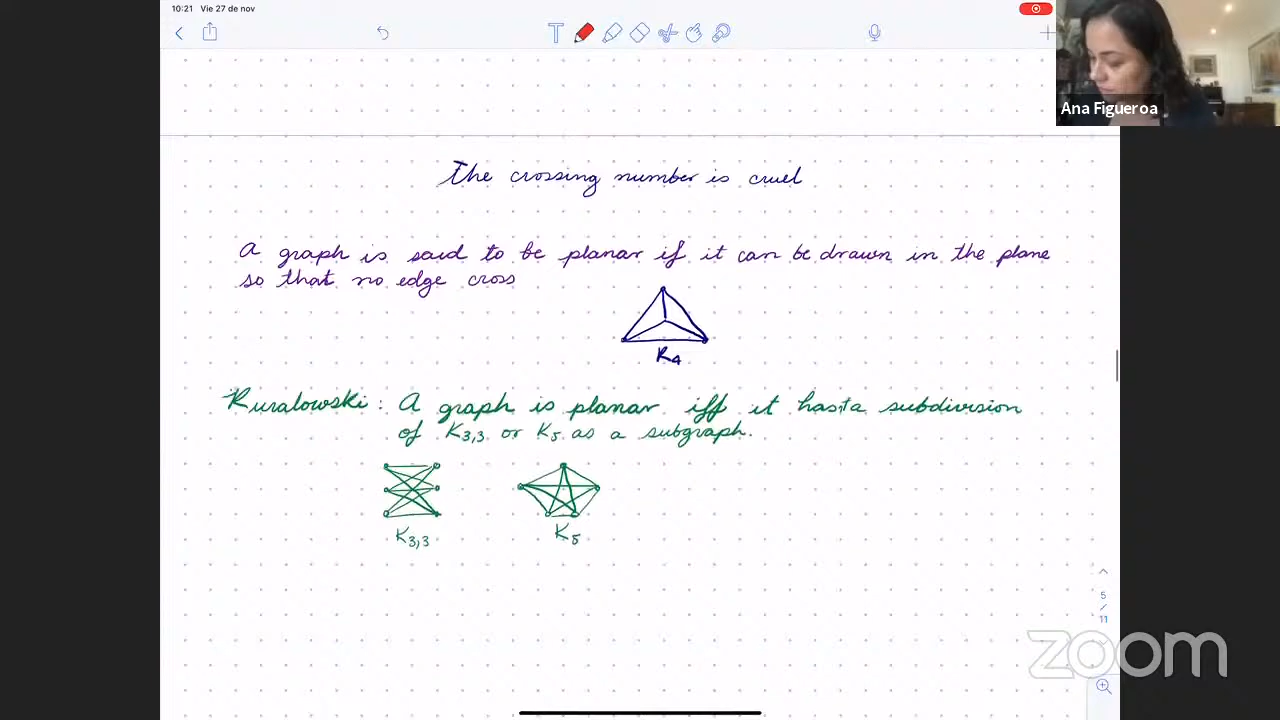 10:21 Vie 27 de nov
Ana Figueroa
The crossing number is cruel
A graph is said to be planar if it can be drawn in the plane
so that no edge cross
K4
Kuratowski: A graph is planar iff it has a subdivision
of K3,3 or K5 as a subgraph.
K3,3
K5
5
/
11
zoom